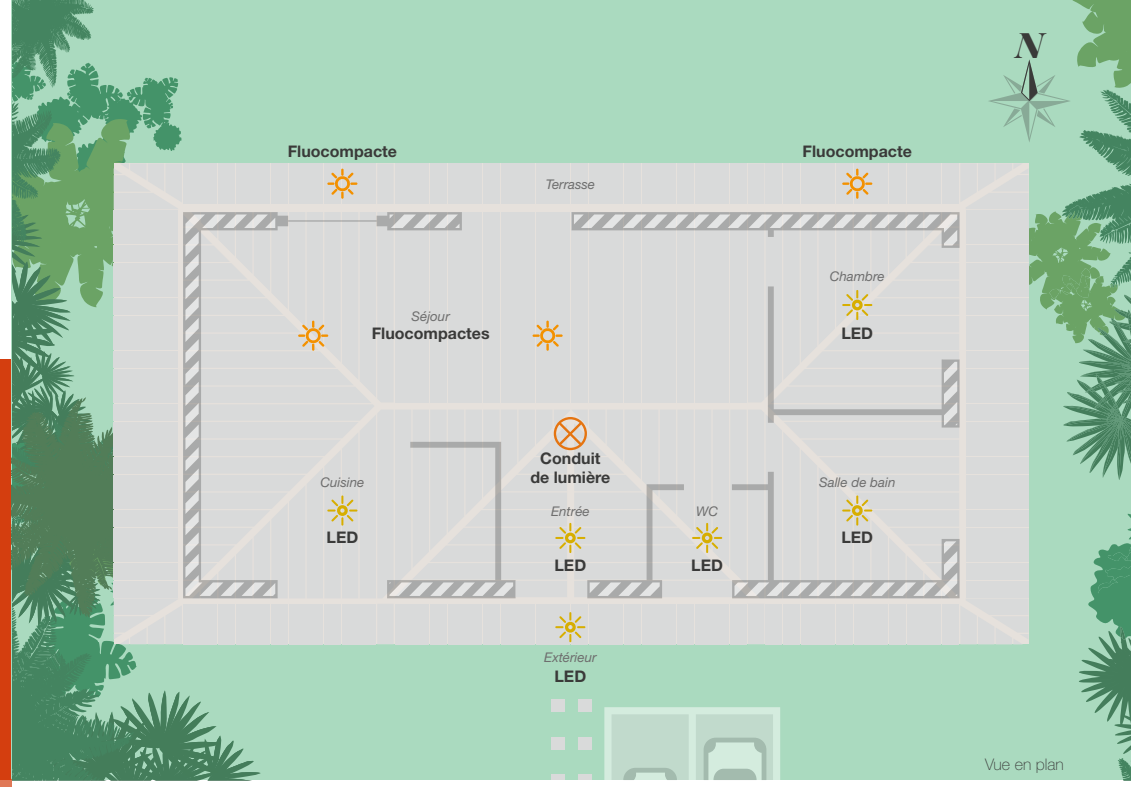 N
Fluocompacte
Fluocompacte
Terrasse
Chambre
LED
Séjour
Fluocompactes
Conduit
de lumière
Cuisine
LED
Entrée
LED
WC
LED
Salle de bain
LED
Extérieur
LED
Vue en plan